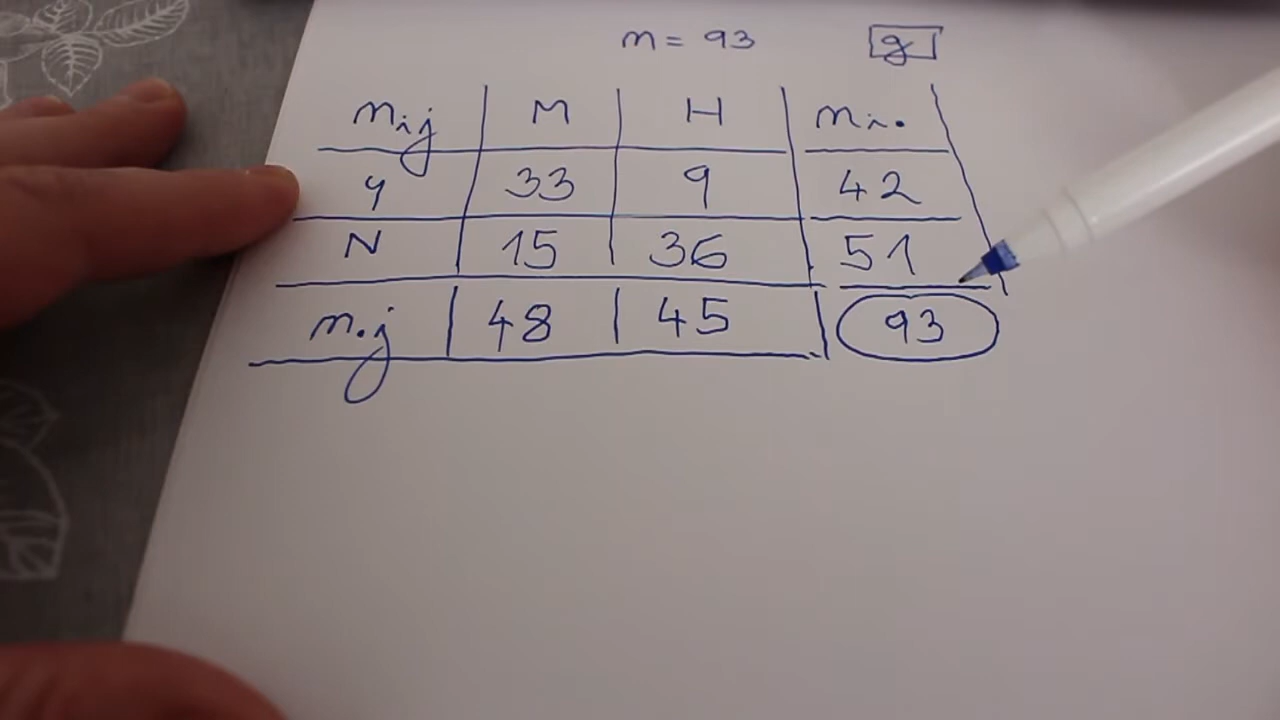 n = 93 g
nij M H ni.
Y 33 9 42
N 15 36 51
n.j 48 45 93